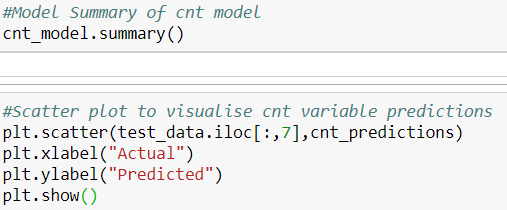 #Model Summary of cnt model
cnt_model.summary()
#Scatter plot to visualise cnt variable predictions
plt.scatter(test_data.iloc[:,7],cnt_predictions)
plt.xlabel("Actual")
plt.ylabel("Predicted")
plt.show()